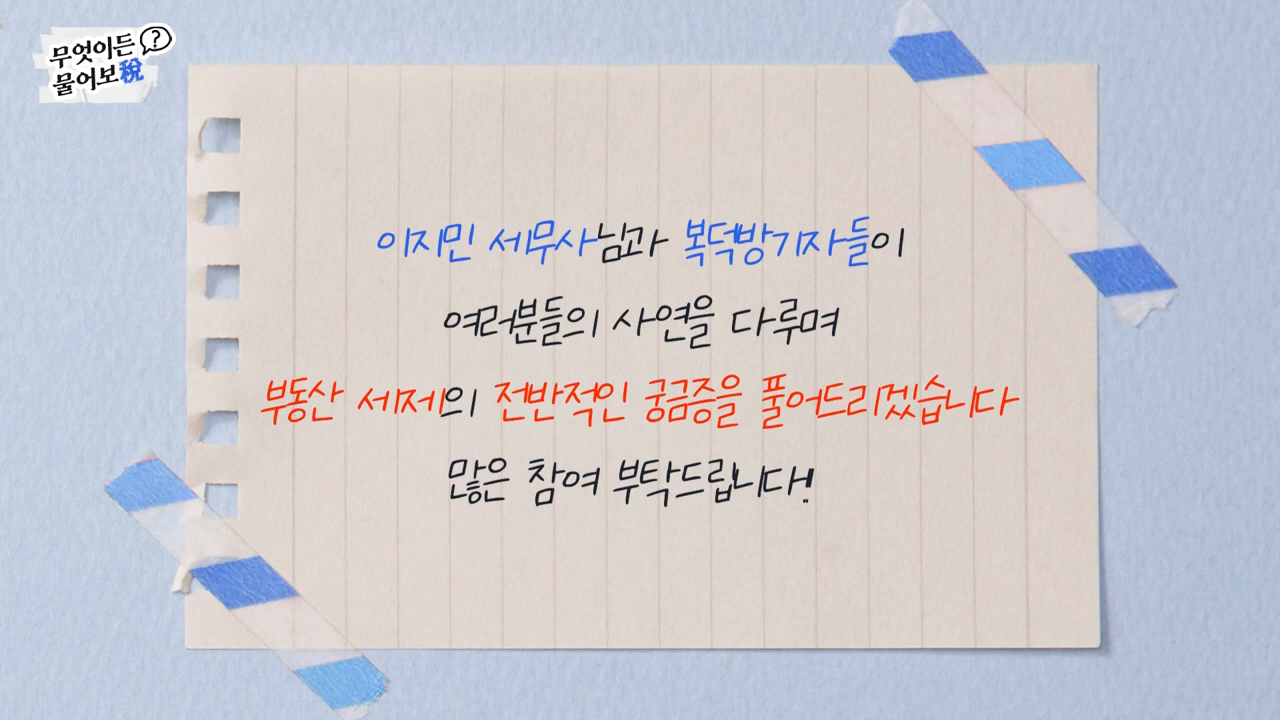 무엇이든?
물어보稅
이지민 세무사님과 복덕방기자들이
여러분들의 사연을 다루며
부동산 세제의 전반적인 궁금증을 풀어드리겠습니다
많은 참여 부탁드립니다!